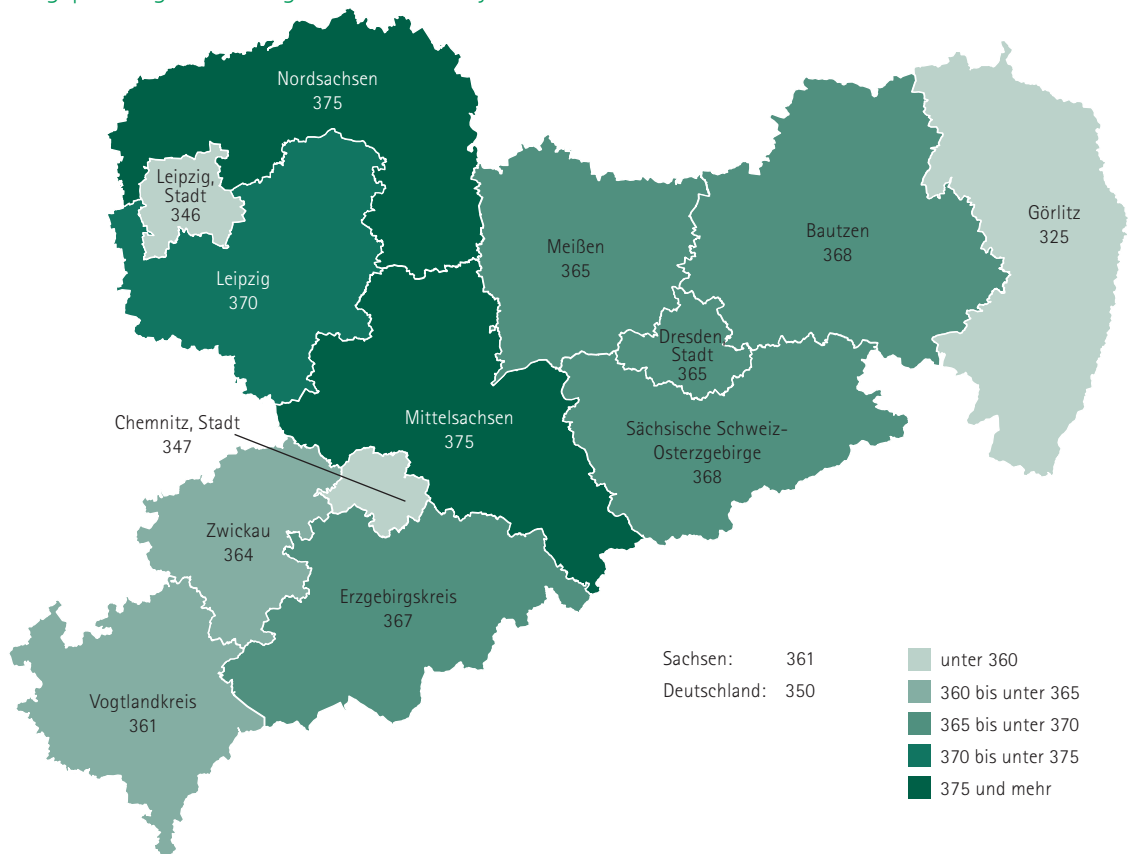 Nordsachsen
375
Leipzig,
Stadt
346
Leipzig
370
Meißen
365
Bautzen
368
Görlitz
325
Dresden,
Stadt
365
Chemnitz, Stadt
347
Mittelsachsen
375
Sächsische Schweiz-
Osterzgebirge
368
Zwickau
364
Erzgebirgskreis
367
Vogtlandkreis
361
Sachsen: 361
Deutschland: 350
unter 360
360 bis unter 365
365 bis unter 370
370 bis unter 375
375 und mehr